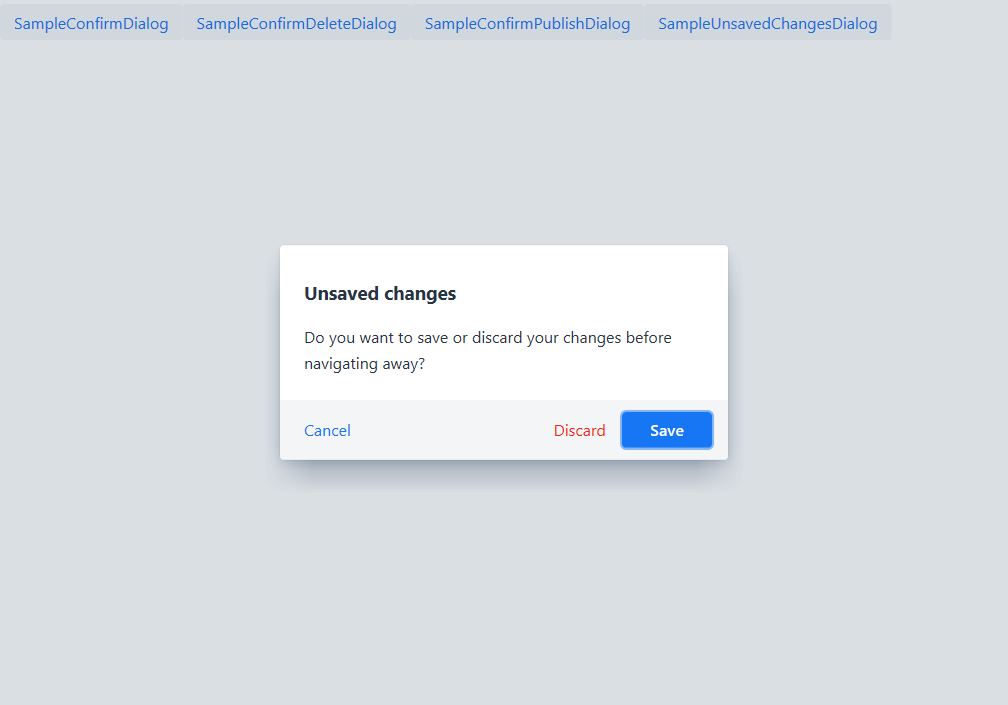 SampleConfirmDialog SampleConfirmDeleteDialog SampleConfirmPublishDialog SampleUnsavedChangesDialog
Unsaved changes
Do you want to save or discard your changes before
navigating away?
Cancel Discard Save